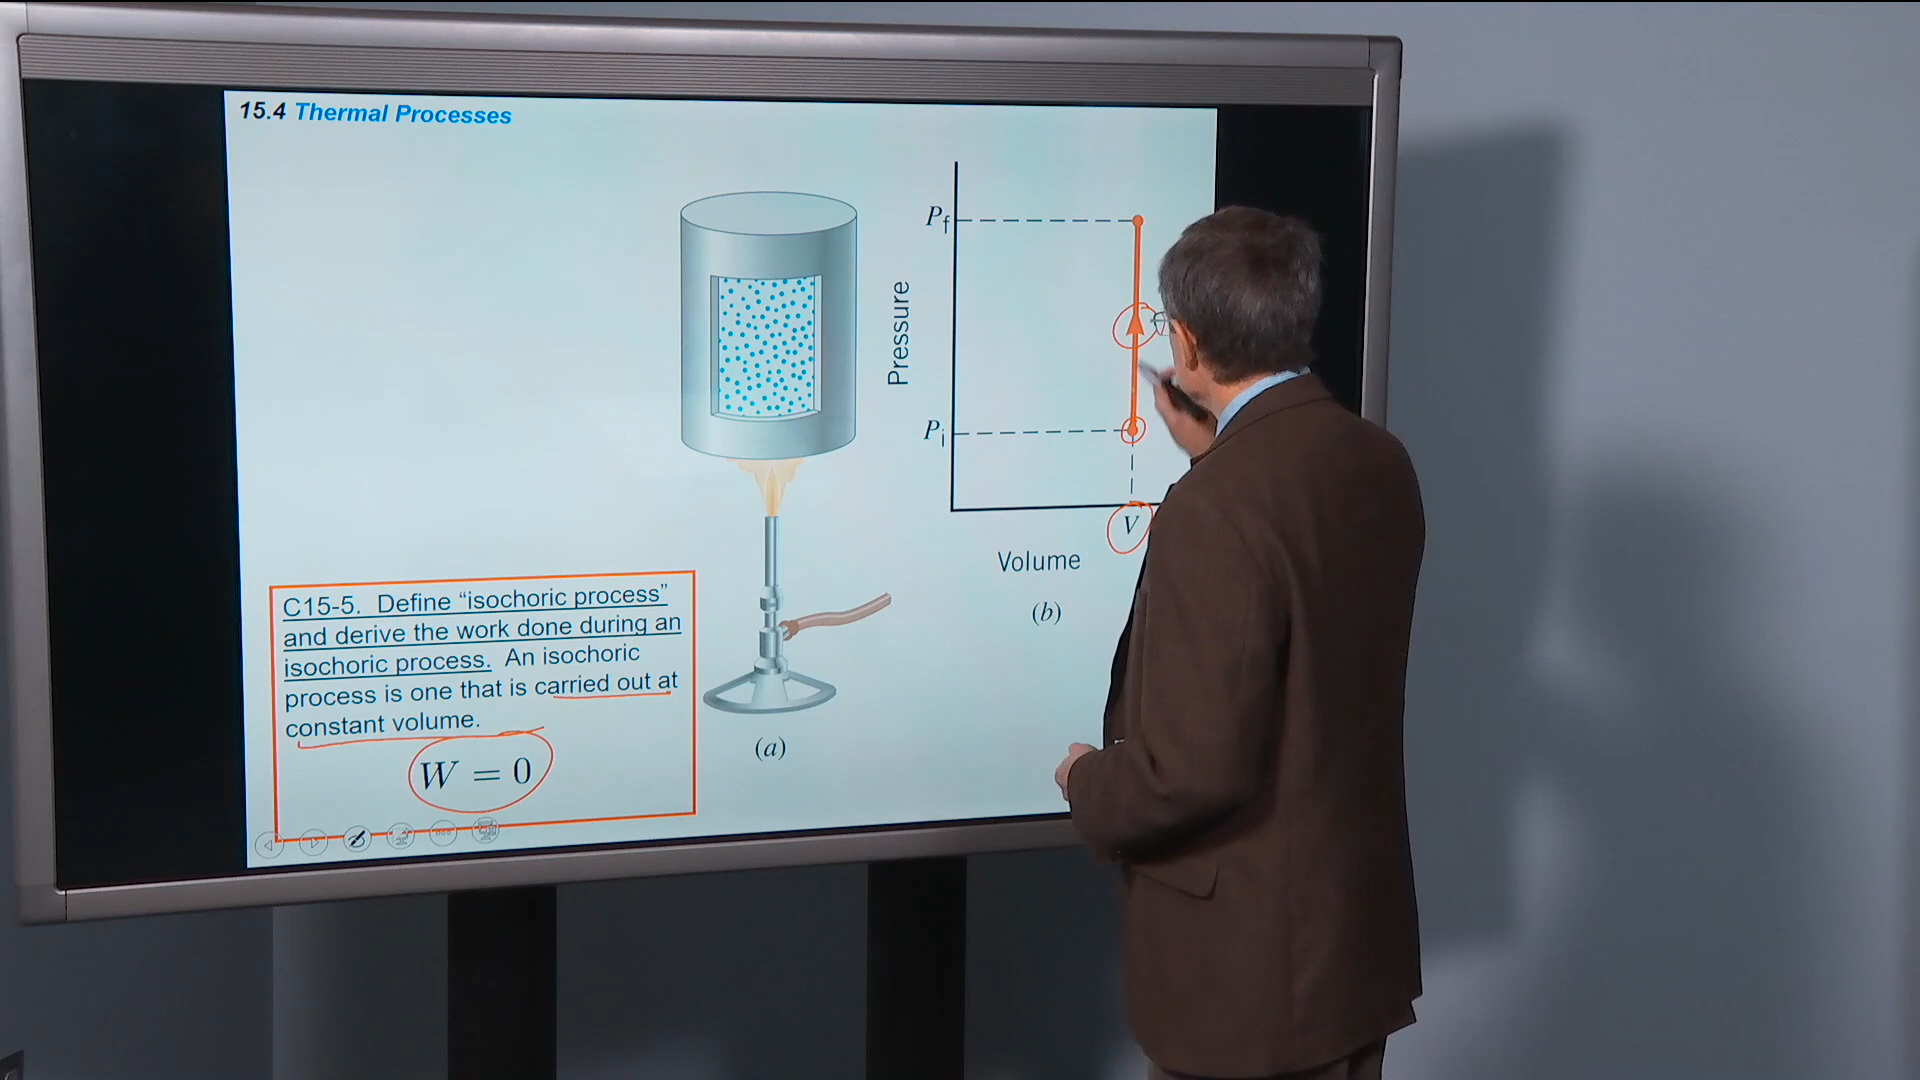 15.4 Thermal Processes
Pf
Pressure
Pi
V
Volume
(b)
(a)
C15-5. Define “isochoric process”
and derive the work done during an
isochoric process. An isochoric
process is one that is carried out at
constant volume.
W = 0